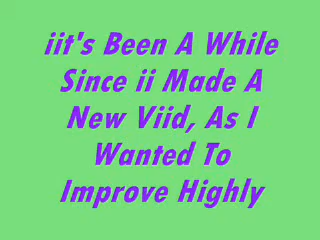 iit's Been A While
Since ii Made A
New Viid, As I
Wanted To
Improve Highly